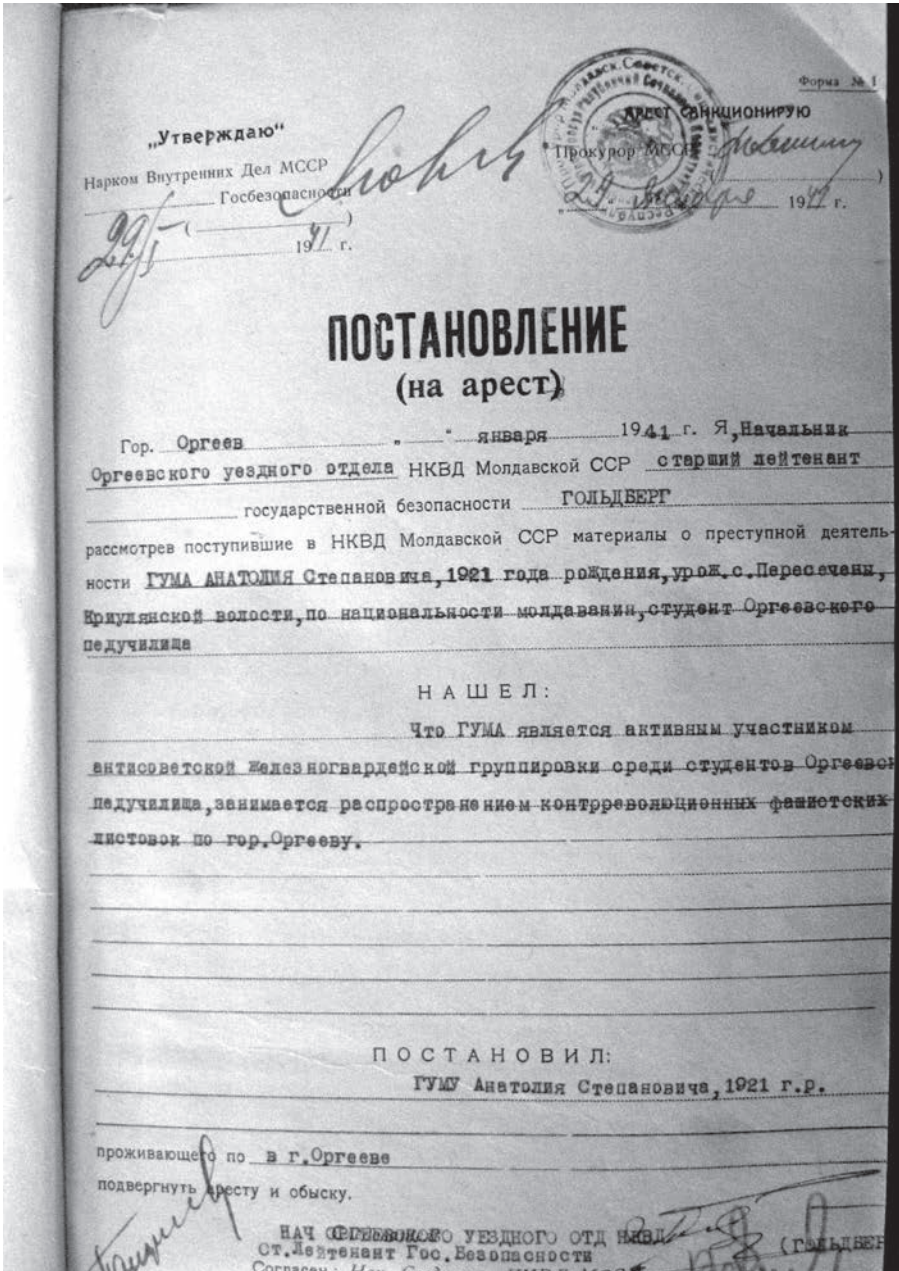 Форма № 1
„Утверждаю“
Нарком Внутренних Дел МССР
Госбезопасности
( )
29/I 1941 г.
АРЕСТ САНКЦИОНИРУЮ
Прокурор МССР
( )
„29 января 1941 г.
ПОСТАНОВЛЕНИЕ
(на арест)
Гор. Оргеев „ “ января 1941 г. Я, Начальник
Оргеевского уездного отдела НКВД Молдавской ССР старший лейтенант
государственной безопасности ГОЛЬДБЕРГ
рассмотрев поступившие в НКВД Молдавской ССР материалы о преступной деятель-
ности ГУМА АНАТОЛИЯ Степановича,1921 года рождения,урож.с.Пересечены,
Криулянской волости,по национальности молдаванин,студент Оргеевского
педучилища
НАШЕЛ:
Что ГУМА является активным участником
антисоветской Железногвардейской группировки среди студентов Оргеевск
педучилища,занимается распространением контрреволюционных фашистских
листовок по гор.Оргееву.
ПОСТАНОВИЛ:
ГУМУ Анатолия Степановича,1921 г.р.
проживающего по в г.Оргееве
подвергнуть аресту и обыску.
НАЧ ОРГЕЕВСКОГО УЕЗДНОГО ОТД НКВД
Ст.Лейтенант Гос.Безопасности (ГОЛЬДБЕР
Согласен: